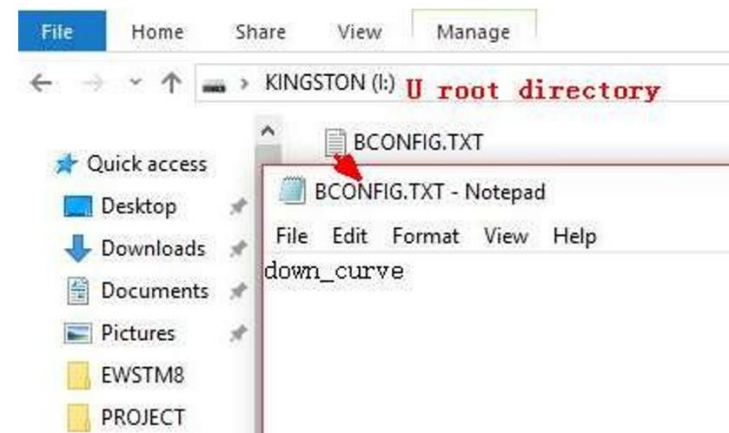 File Home Share View Manage
KINGSTON (I:) U root directory
BCONFIG.TXT
Quick access
BCONFIG.TXT - Notepad
Desktop
File Edit Format View Help
Downloads
down_curve
Documents
Pictures
EWSTM8
PROJECT